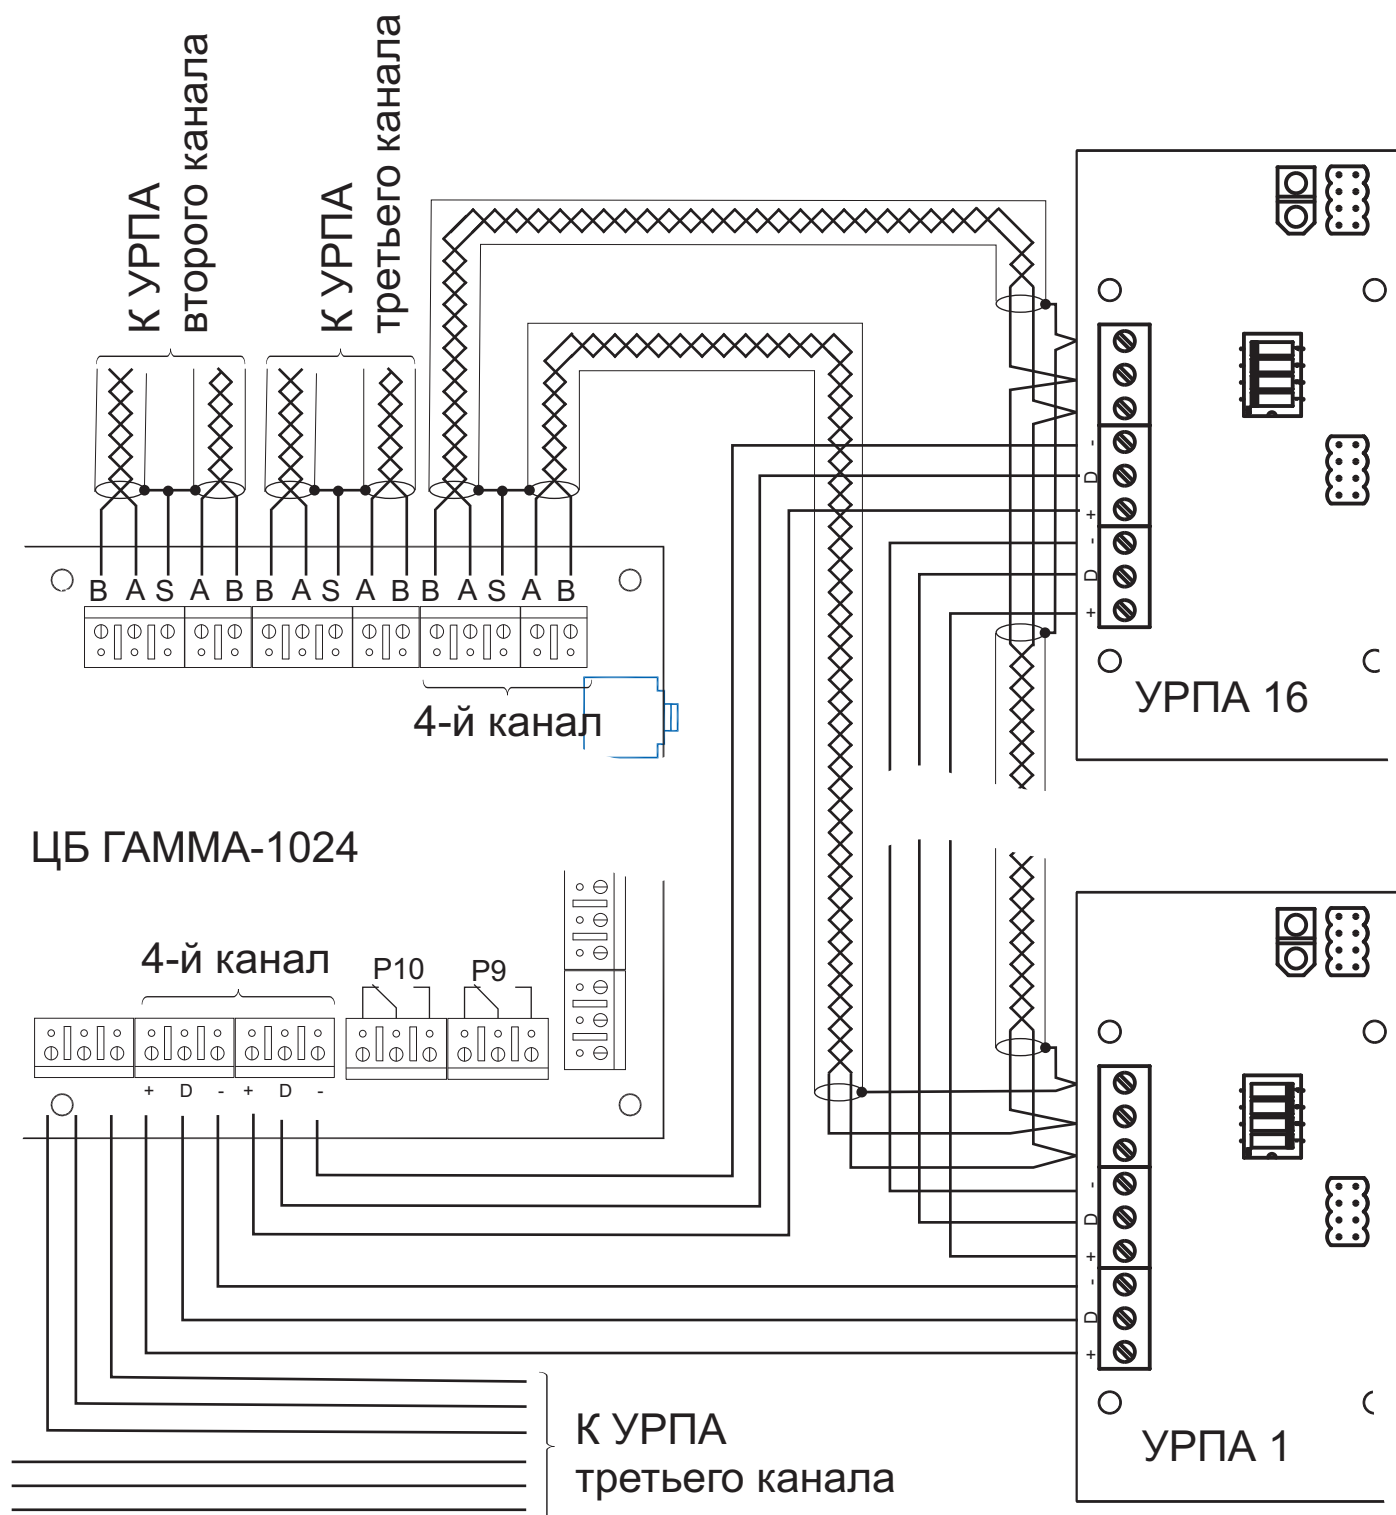 К УРПА
второго канала
К УРПА
третьего канала
B A S A B B A S A B B A S A B
4-й канал
-
D
+
-
D
+
УРПА 16
ЦБ ГАММА-1024
4-й канал
P10
P9
+ D - + D -
-
D
+
-
D
+
УРПА 1
К УРПА
третьего канала